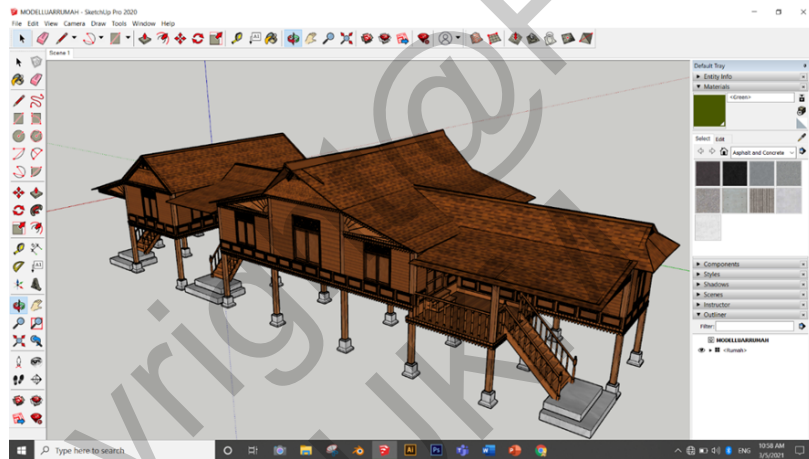 MODELLUARRUMAH - SketchUp Pro 2020
File Edit View Camera Draw Tools Window Help
Scene 1
Default Tray
Entity Info
Materials
<Green>
Select Edit
Asphalt and Concrete
Components
Styles
Shadows
Scenes
Instructor
Outliner
Filter:
MODELLUARRUMAH
<Rumah>
Type here to search
Ai
Ps
ENG
10:58 AM
3/5/2021